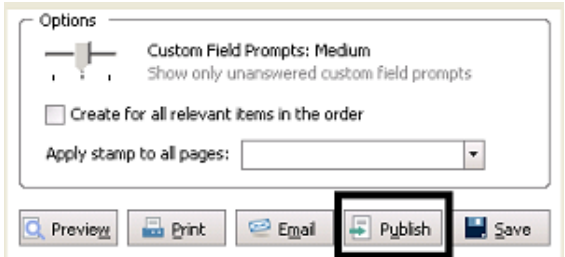 Options
Custom Field Prompts: Medium
Show only unanswered custom field prompts
Create for all relevant items in the order
Apply stamp to all pages:
Preview Print Email Publish Save